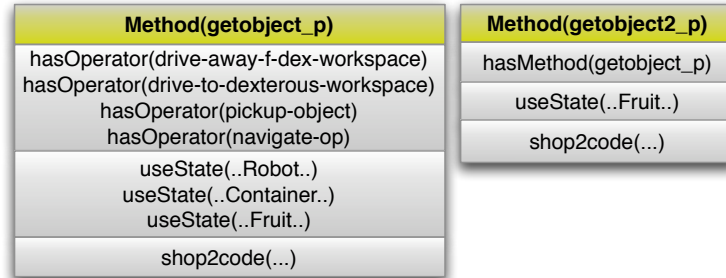 Method(getobject_p)
hasOperator(drive-away-f-dex-workspace)
hasOperator(drive-to-dexterous-workspace)
hasOperator(pickup-object)
hasOperator(navigate-op)
useState(..Robot..)
useState(..Container..)
useState(..Fruit..)
shop2code(...)
Method(getobject2_p)
hasMethod(getobject_p)
useState(..Fruit..)
shop2code(...)